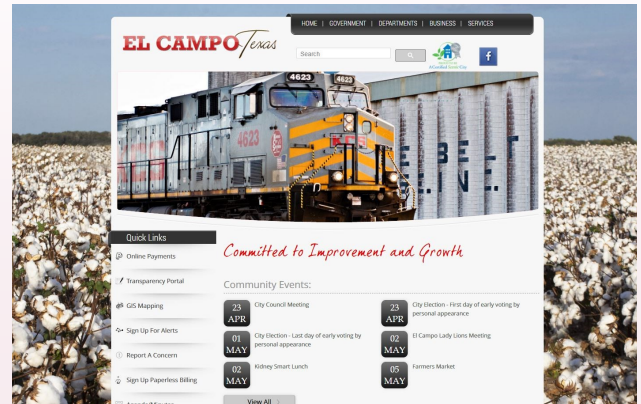 HOME | GOVERNMENT | DEPARTMENTS | BUSINESS | SERVICES
EL CAMPO Texas
Search
f
4623 4623
4623
Quick Links
Committed to Improvement and Growth
Online Payments
Transparency Portal
GIS Mapping
Sign Up For Alerts
Report A Concern
Sign Up Paperless Billing
Community Events:
23 APR
City Council Meeting
23 APR
City Election - First day of early voting by
personal appearance
01 MAY
City Election - Last day of early voting by
personal appearance
02 MAY
El Campo Lady Lions Meeting
02 MAY
Kidney Smart Lunch
05 MAY
Farmers Market
View All